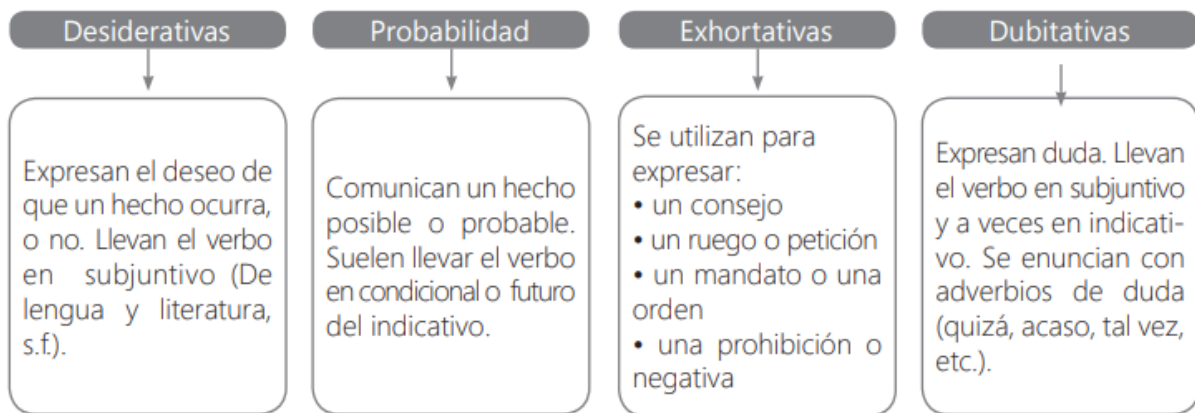 Desiderativas
Expresan el deseo de
que un hecho ocurra,
o no. Llevan el verbo
en subjuntivo (De
lengua y literatura,
s.f.).
Probabilidad
Comunican un hecho
posible o probable.
Suelen llevar el verbo
en condicional o futuro
del indicativo.
Exhortativas
Se utilizan para
expresar:
• un consejo
• un ruego o petición
• un mandato o una
orden
• una prohibición o
negativa
Dubitativas
Expresan duda. Llevan
el verbo en subjuntivo
y a veces en indicati-
vo. Se enuncian con
adverbios de duda
(quizá, acaso, tal vez,
etc.).